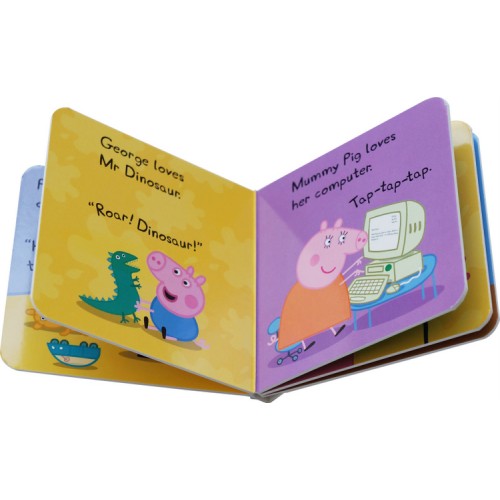 George loves
Mr Dinosaur.
"Roar! Dinosaur!"
Mummy Pig loves
her computer.
Tap-tap-tap.